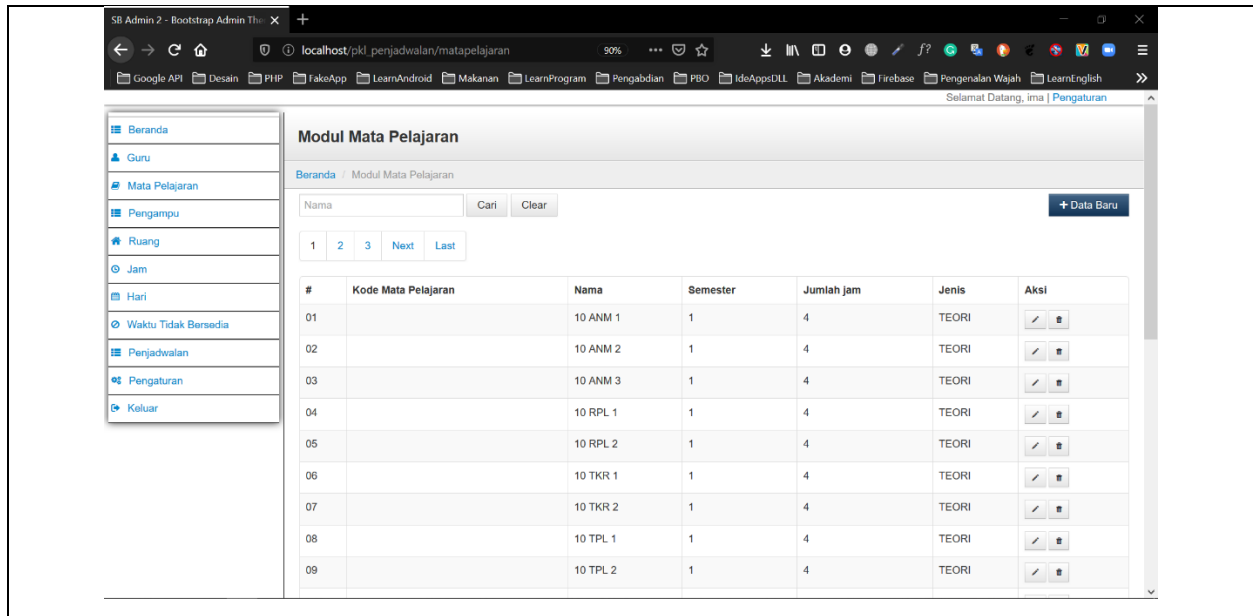 SB Admin 2 - Bootstrap Admin The
localhost/pkl_penjadwalan/matapelajaran 90%
Google API Desain PHP FakeApp LearnAndroid Makanan LearnProgram Pengabdian PBO IdeAppsDLL Akademi Firebase Pengenalan Wajah LearnEnglish
Selamat Datang, ima | Pengaturan
Beranda
Guru
Mata Pelajaran
Pengampu
Ruang
Jam
Hari
Waktu Tidak Bersedia
Penjadwalan
Pengaturan
Keluar
Modul Mata Pelajaran
Beranda / Modul Mata Pelajaran
Nama Cari Clear + Data Baru
1 2 3 Next Last
# Kode Mata Pelajaran Nama Semester Jumlah jam Jenis Aksi
01 10 ANM 1 1 4 TEORI
02 10 ANM 2 1 4 TEORI
03 10 ANM 3 1 4 TEORI
04 10 RPL 1 1 4 TEORI
05 10 RPL 2 1 4 TEORI
06 10 TKR 1 1 4 TEORI
07 10 TKR 2 1 4 TEORI
08 10 TPL 1 1 4 TEORI
09 10 TPL 2 1 4 TEORI